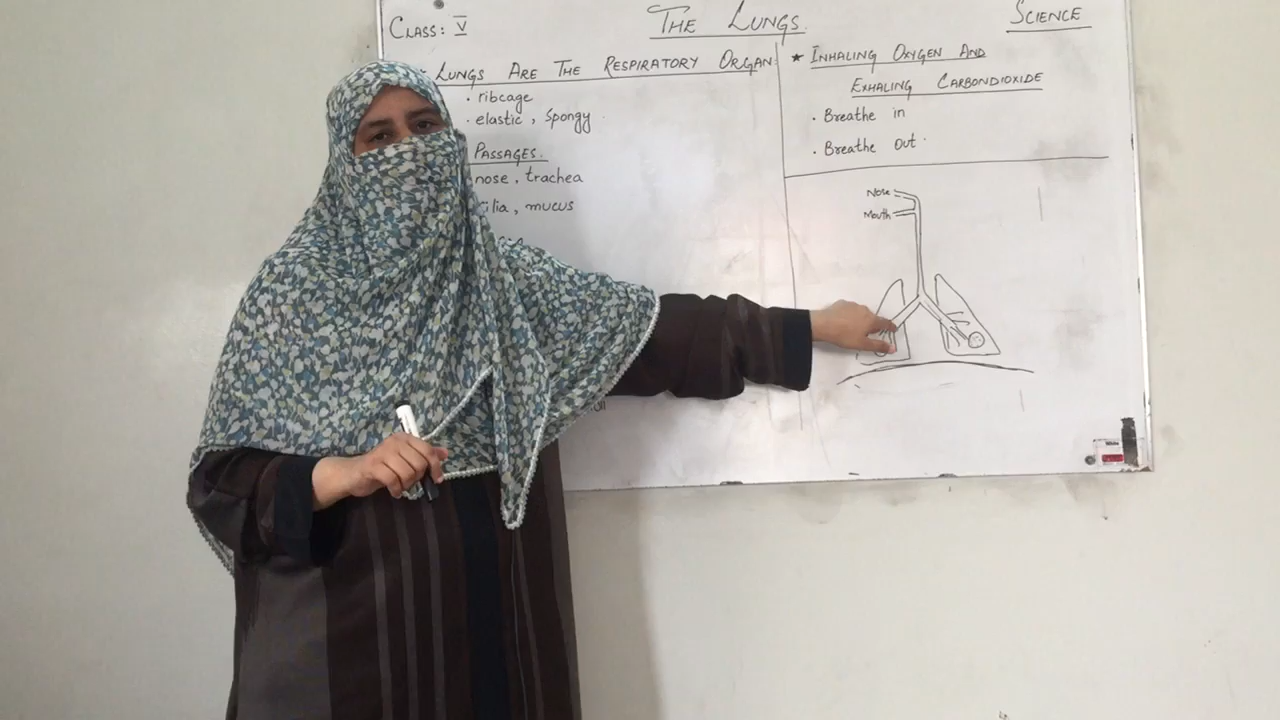 CLASS: V
THE LUNGS.
SCIENCE
LUNGS ARE THE RESPIRATORY ORGAN:
• ribcage
• elastic, spongy.
PASSAGES.
nose, trachea
cilia, mucus
★ INHALING OXYGEN AND
EXHALING CARBONDIOXIDE
• Breathe in
• Breathe out.
Nose
Mouth